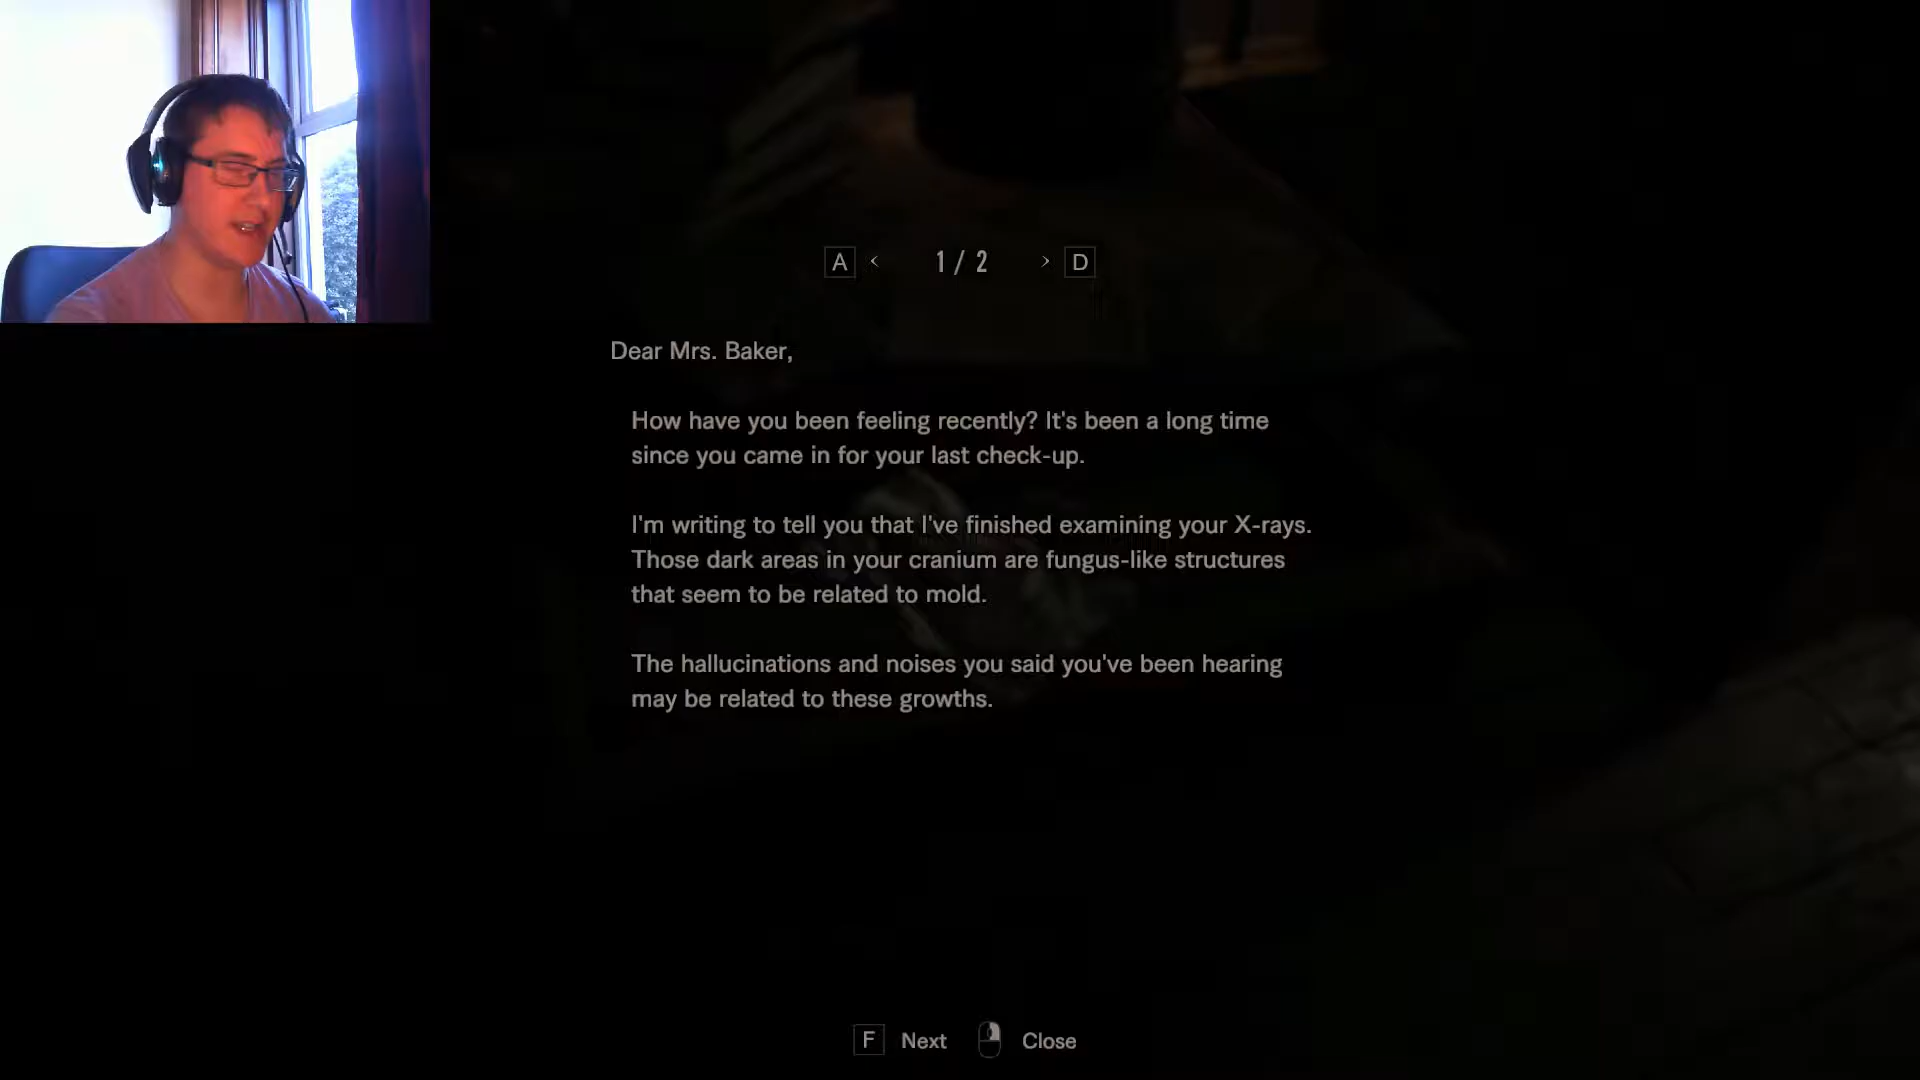 A < 1 / 2 > D
Dear Mrs. Baker,
How have you been feeling recently? It's been a long time
since you came in for your last check-up.
I'm writing to tell you that I've finished examining your X-rays.
Those dark areas in your cranium are fungus-like structures
that seem to be related to mold.
The hallucinations and noises you said you've been hearing
may be related to these growths.
F Next Close